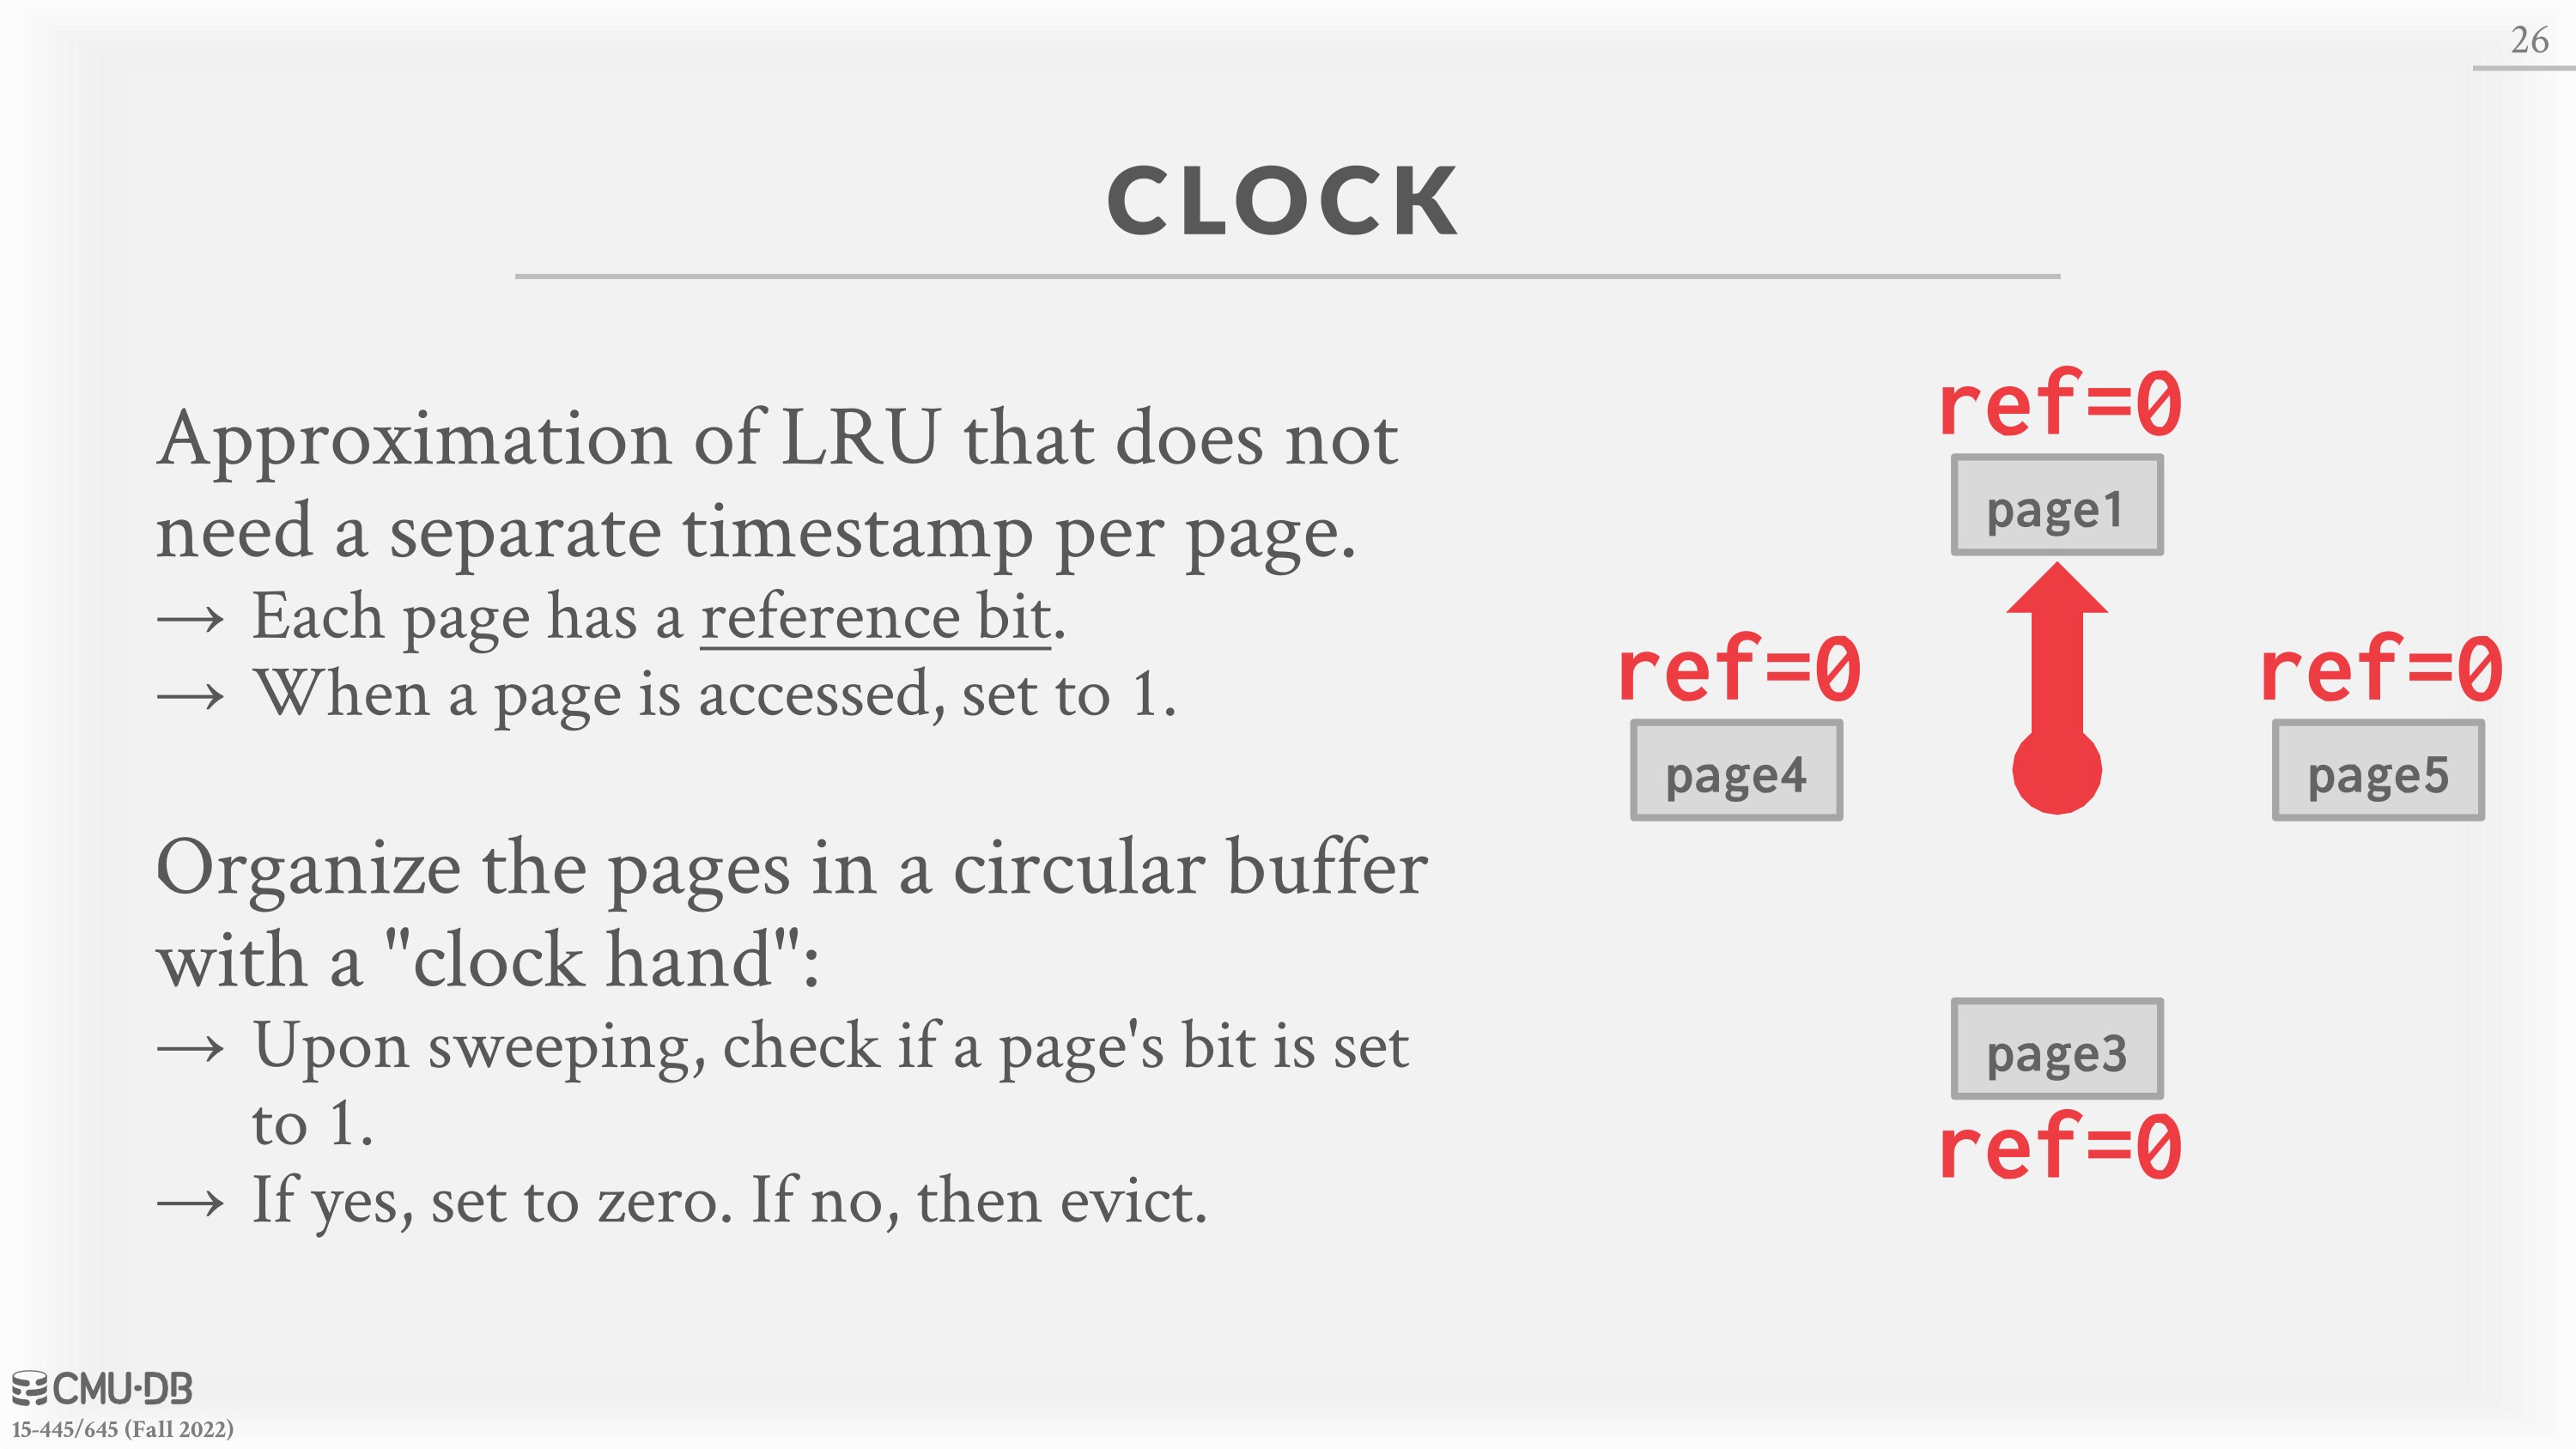 26
CLOCK
Approximation of LRU that does not
need a separate timestamp per page.
→ Each page has a reference bit.
→ When a page is accessed, set to 1.
Organize the pages in a circular buffer
with a "clock hand":
→ Upon sweeping, check if a page's bit is set
to 1.
→ If yes, set to zero. If no, then evict.
ref=0
page1
ref=0
page4
ref=0
page5
page3
ref=0
CMU·DB
15-445/645 (Fall 2022)